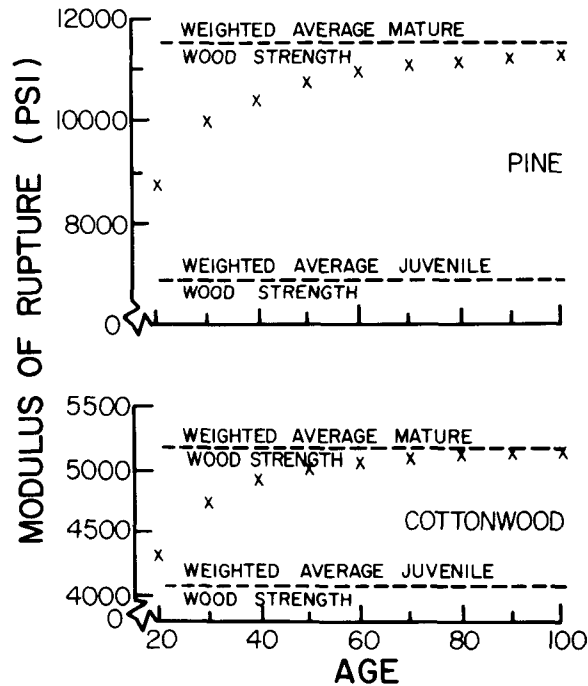 MODULUS OF RUPTURE (PSI)
12000
10000
8000
0
WEIGHTED AVERAGE MATURE
WOOD STRENGTH
PINE
WEIGHTED AVERAGE JUVENILE
WOOD STRENGTH
5500
5000
4500
4000
0
WEIGHTED AVERAGE MATURE
WOOD STRENGTH
COTTONWOOD
WEIGHTED AVERAGE JUVENILE
WOOD STRENGTH
20 40 60 80 100
AGE